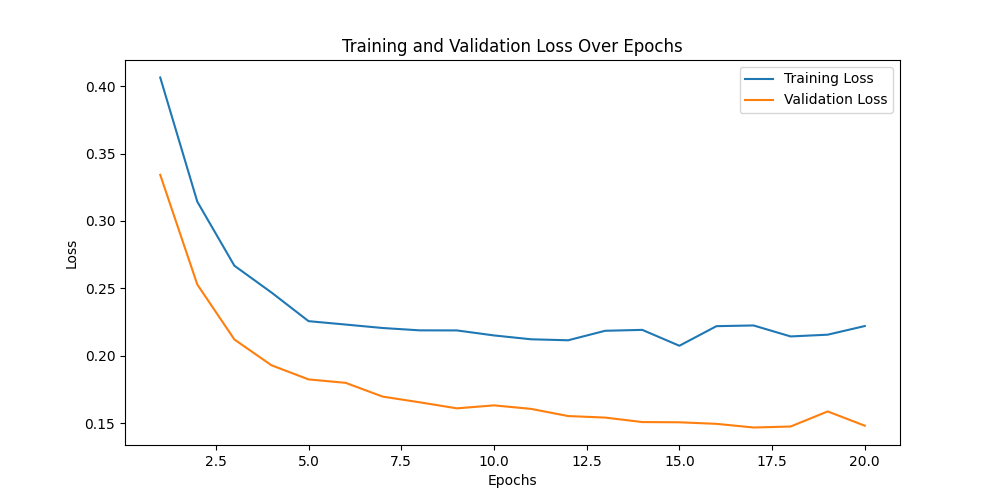 Training and Validation Loss Over Epochs
Training Loss
Validation Loss
0.40
0.35
0.30
0.25
0.20
0.15
Loss
2.5 5.0 7.5 10.0 12.5 15.0 17.5 20.0
Epochs